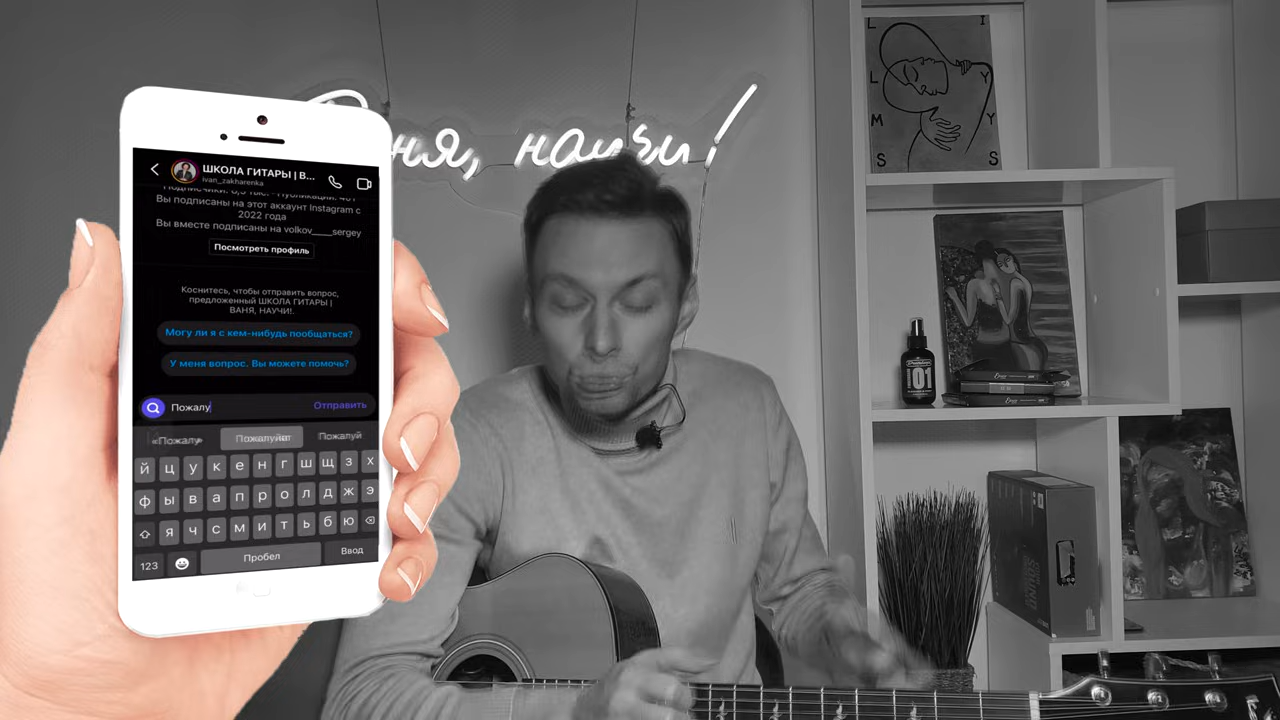 ня, научи!
ШКОЛА ГИТАРЫ | В...
ivan_zakharenka
Вы подписаны на этот аккаунт Instagram с
2022 года
Вы вместе подписаны на volkov____sergey
Посмотреть профиль
Коснитесь, чтобы отправить вопрос,
предложенный ШКОЛА ГИТАРЫ |
ВАНЯ, НАУЧИ!.
Могу ли я с кем-нибудь пообщаться?
У меня вопрос. Вы можете помочь?
Пожалу Отправить
«Пожалу» Пожалуй
й ц у к е н г ш щ з х
ф ы в а п р о л д ж э
я ч с м и т ь б ю
123 Пробел Ввод
L I
L Y
M Y
S S
101